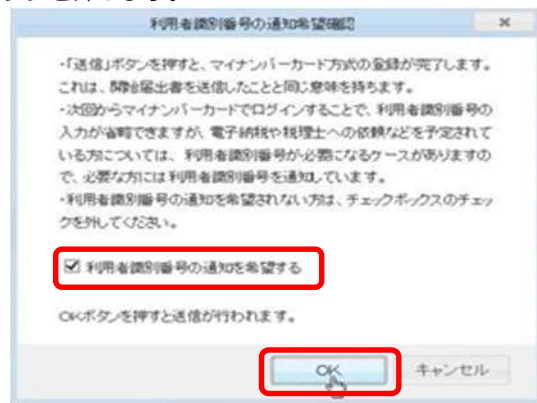 利用者識別番号の通知希望確認
・「送信」ボタンを押すと、マイナンバーカード方式の登録が完了します。
これは、開始届出書を送信したことと同じ意味を持ちます。
・次回からマイナンバーカードでログインすることで、利用者識別番号の
入力が省略できますが、電子納税や税理士への依頼などを予定されて
いる方については、利用者識別番号が必要になるケースがありますの
で、必要な方には利用者識別番号を通知しています。
・利用者識別番号の通知を希望されない方は、チェックボックスのチェッ
クを外してください。
利用者識別番号の通知を希望する
OKボタンを押すと送信が行われます。
OK キャンセル